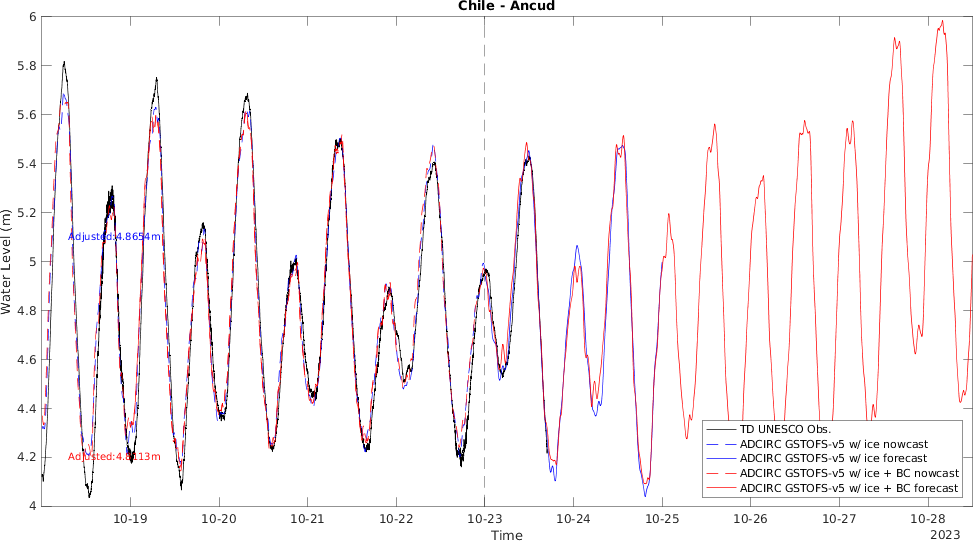 Chile - Ancud
6
5.8
5.6
5.4
5.2
5
4.8
4.6
4.4
4.2
4
Water Level (m)
Adjusted:4.8654m
Adjusted:4.8113m
TD UNESCO Obs.
ADCIRC GSTOFS-v5 w/ ice nowcast
ADCIRC GSTOFS-v5 w/ ice forecast
ADCIRC GSTOFS-v5 w/ ice + BC nowcast
ADCIRC GSTOFS-v5 w/ ice + BC forecast
10-19 10-20 10-21 10-22 10-23 10-24 10-25 10-26 10-27 10-28
Time
2023